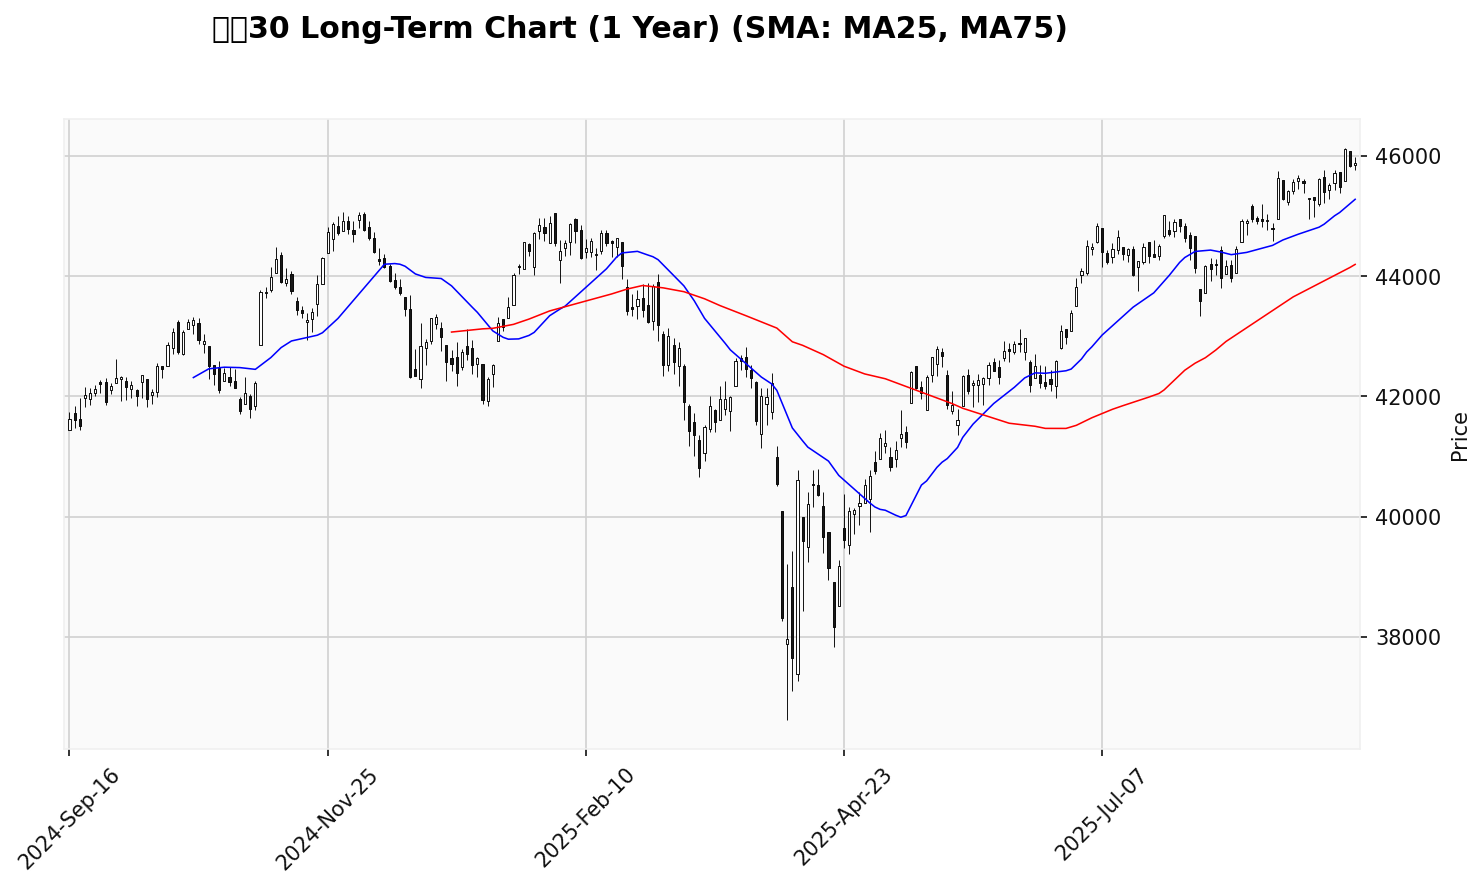 30 Long-Term Chart (1 Year) (SMA: MA25, MA75)
46000
44000
42000
40000
38000
Price
2024-Sep-16
2024-Nov-25
2025-Feb-10
2025-Apr-23
2025-Jul-07